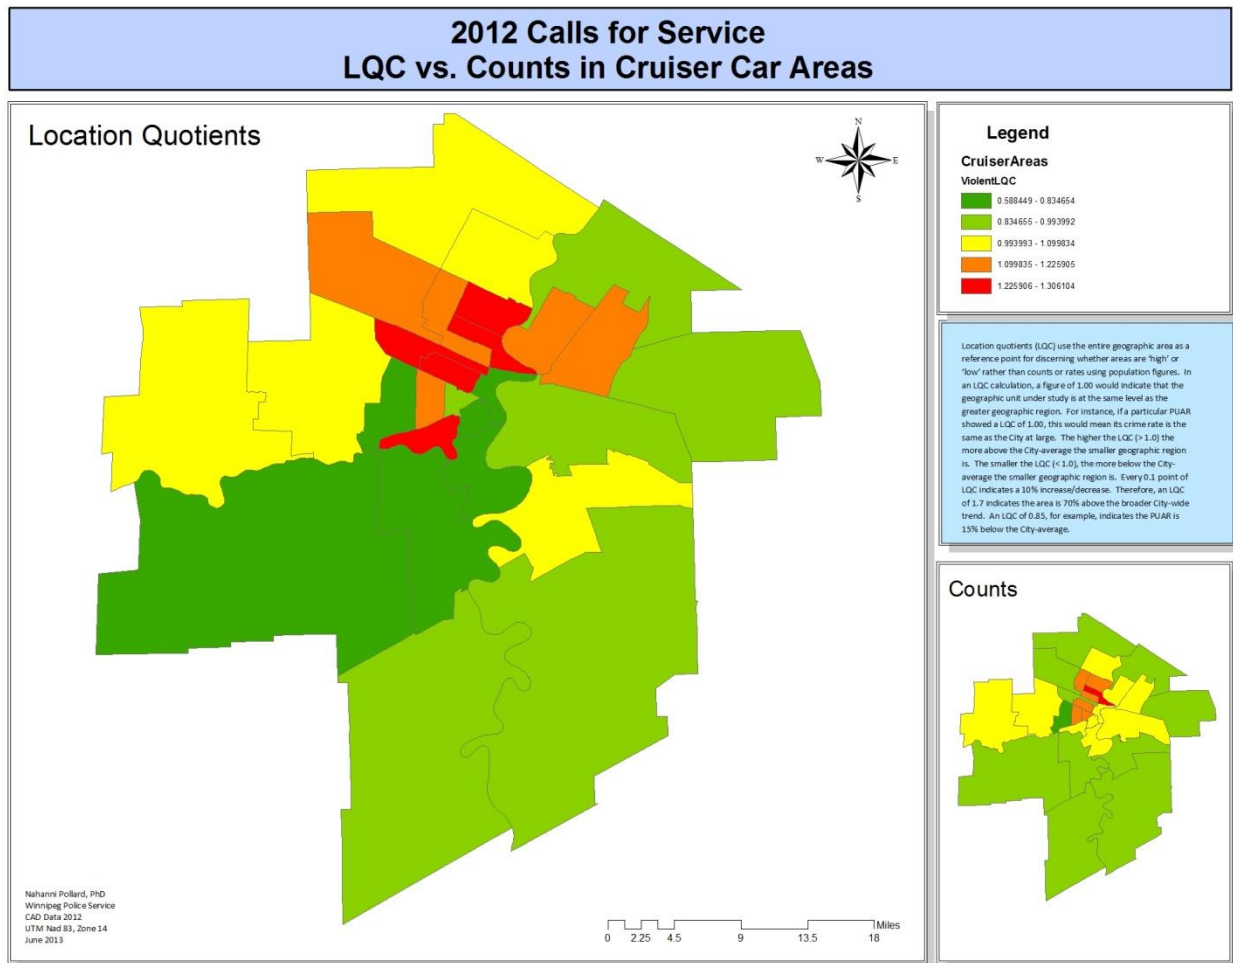 2012 Calls for Service
LQC vs. Counts in Cruiser Car Areas
Location Quotients
N
W
E
S
Legend
CruiserAreas
ViolentLQC
0.588449 - 0.834654
0.834655 - 0.993992
0.993993 - 1.099834
1.099835 - 1.225905
1.225906 - 1.306104
Location quotients (LQC) use the entire geographic area as a
reference point for discerning whether areas are 'high' or
'low' rather than counts or rates using population figures. In
an LQC calculation, a figure of 1.00 would indicate that the
geographic unit under study is at the same level as the
greater geographic region. For instance, if a particular PUAR
showed a LQC of 1.00, this would mean its crime rate is the
same as the City at large. The higher the LQC (>1.0) the
more above the City-average the smaller geographic region
is. The smaller the LQC (<1.0), the more below the City-
average the smaller geographic region is. Every 0.1 point of
LQC indicates a 10% increase/decrease. Therefore, an LQC
of 1.7 indicates the area is 70% above the broader City-wide
trend. An LQC of 0.85, for example, indicates the PUAR is
15% below the City-average.
Counts
Nahanni Pollard, PhD
Winnipeg Police Service
CAD Data 2012
UTM Nad 83, Zone 14
June 2013
Miles
0 2.25 4.5 9 13.5 18